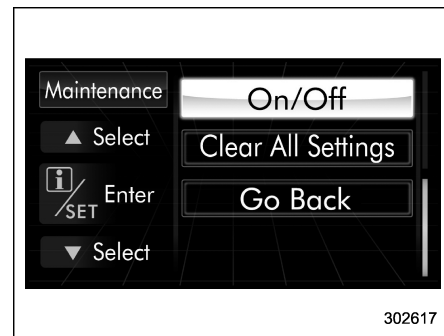 Maintenance
▲ Select
i/SET Enter
▼ Select
On/Off
Clear All Settings
Go Back
302617